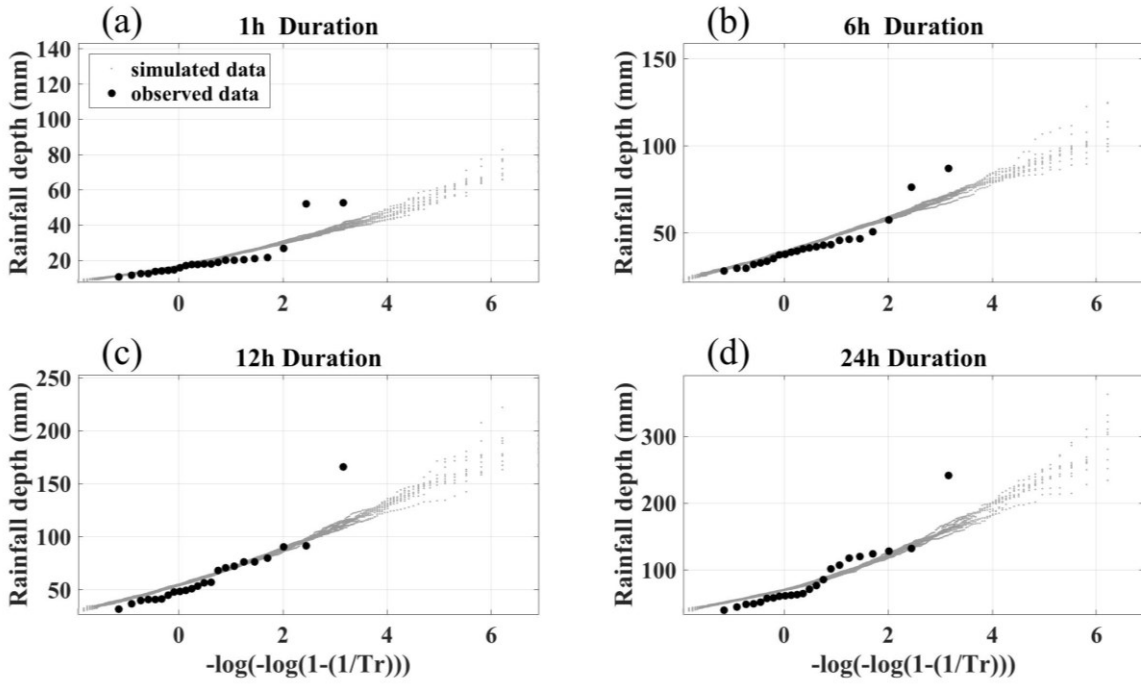 (a)
1h Duration
Rainfall depth (mm)
140
120
100
80
60
40
20
simulated data
observed data
0
2
4
6
(b)
6h Duration
Rainfall depth (mm)
150
100
50
0
2
4
6
(c)
12h Duration
Rainfall depth (mm)
250
200
150
100
50
0
2
4
6
-log(-log(1-(1/Tr)))
(d)
24h Duration
Rainfall depth (mm)
300
200
100
0
2
4
6
-log(-log(1-(1/Tr)))